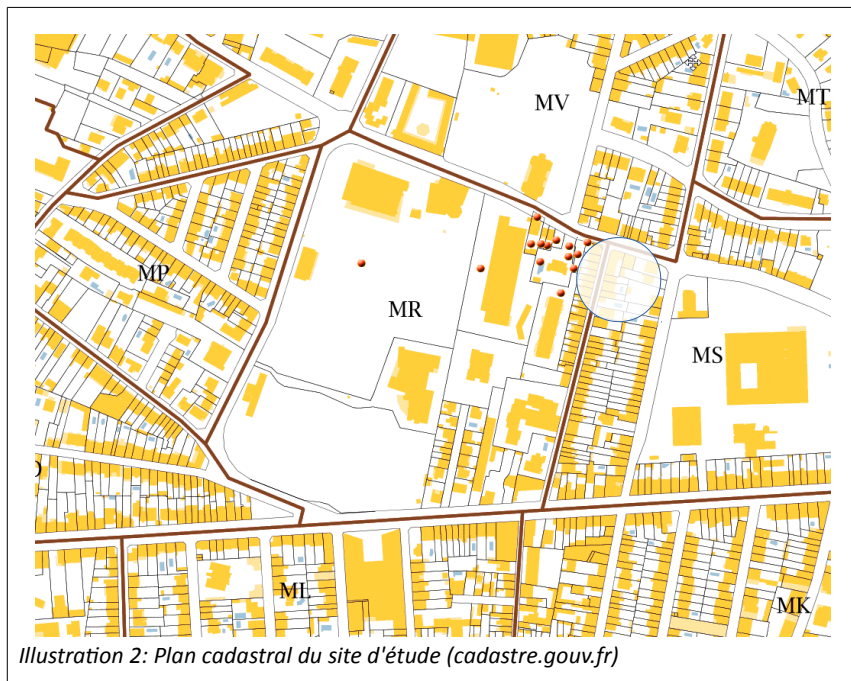 MV
MT
MP
MR
MS
ML
MK
Illustration 2: Plan cadastral du site d'étude (cadastre.gouv.fr)